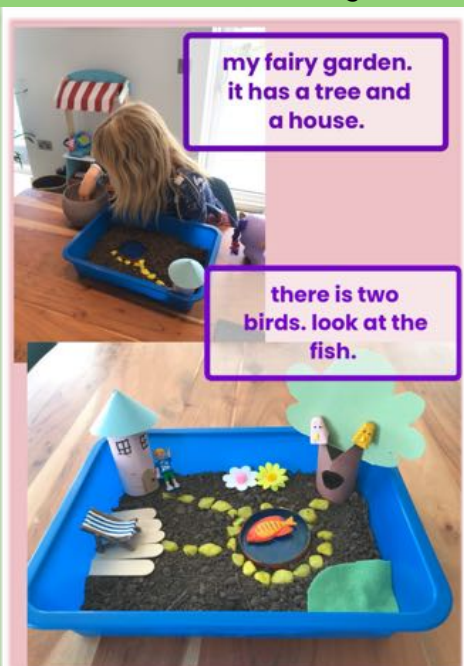 my fairy garden.
it has a tree and
a house.
there is two
birds. look at the
fish.